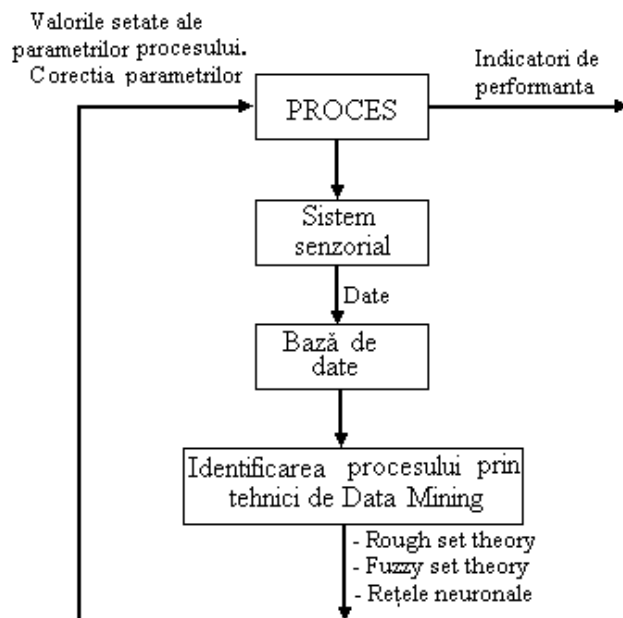 Valorile setate ale
parametrilor procesului.
Corectia parametrilor
Indicatori de
performanta
PROCES
Sistem
senzorial
Date
Bază de
date
Identificarea procesului prin
tehnici de Data Mining
- Rough set theory
- Fuzzy set theory
- Rețele neuronale